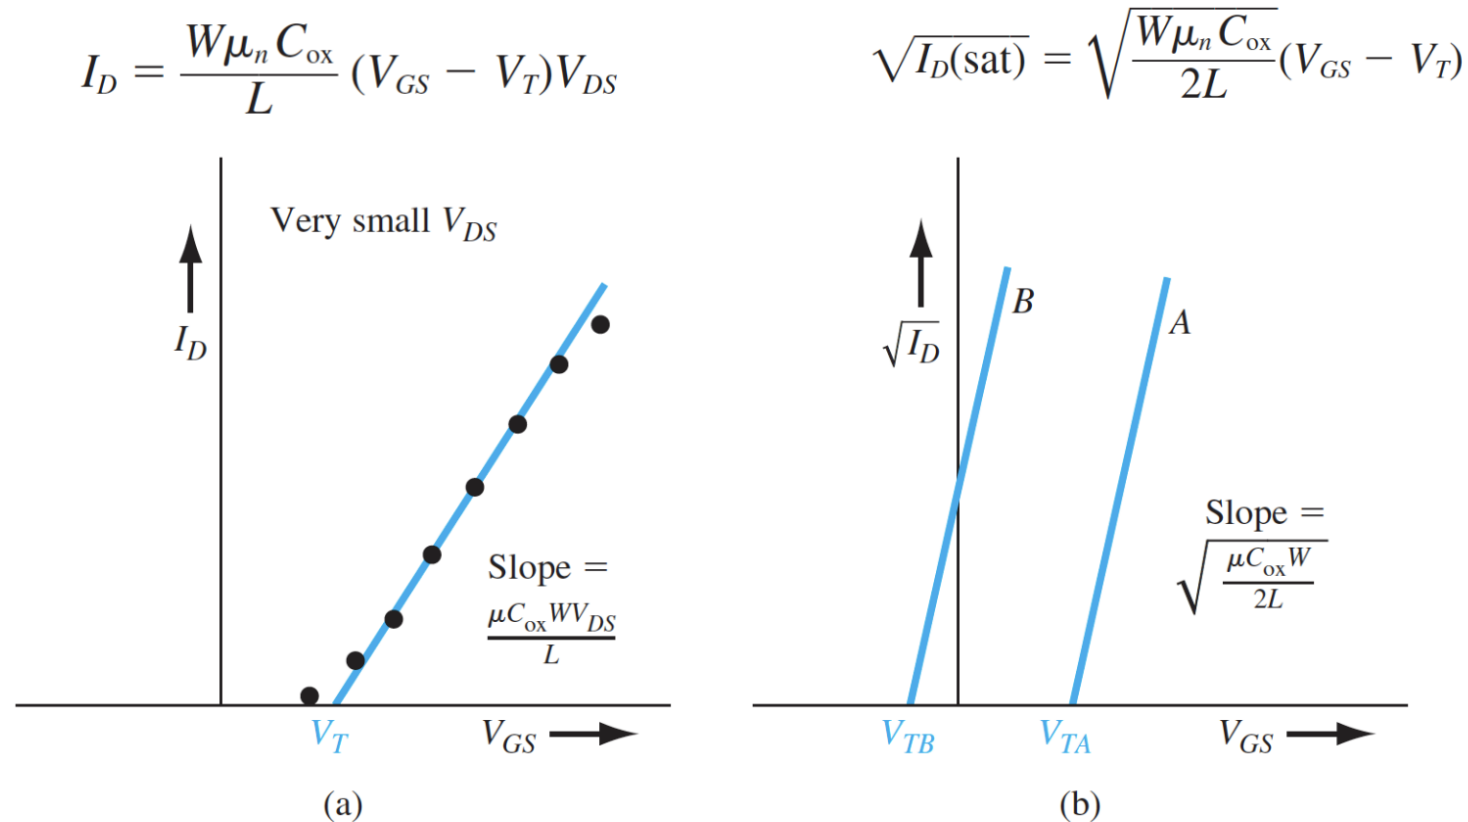 I_D = Wμ_n C_ox / L (V_GS − V_T)V_DS
√I_D(sat) = √(Wμ_n C_ox / 2L) (V_GS − V_T)
Very small V_DS
I_D
Slope =
μC_ox WV_DS / L
V_T
V_GS
(a)
B
A
√I_D
Slope =
√(μC_ox W / 2L)
V_TB
V_TA
V_GS
(b)